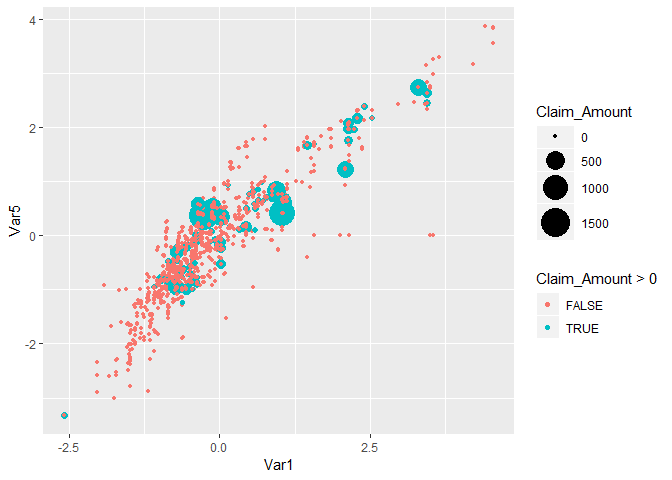 4
2
0
-2
Var5
-2.5
0.0
2.5
Var1
Claim_Amount
0
500
1000
1500
Claim_Amount > 0
FALSE
TRUE